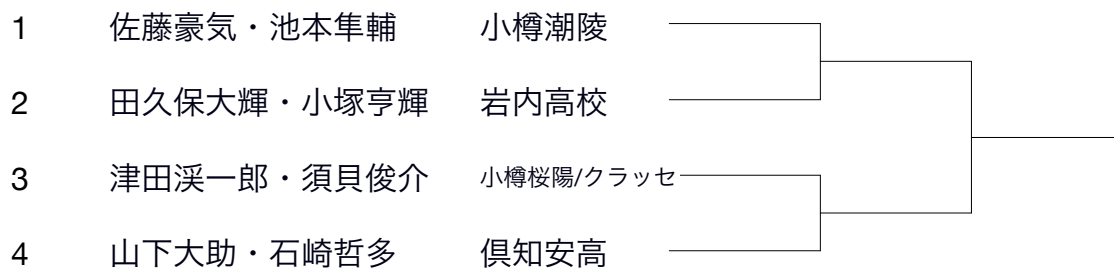 1 佐藤豪気・池本隼輔 小樽潮陵
2 田久保大輝・小塚亨輝 岩内高校
3 津田渓一郎・須貝俊介 小樽桜陽/クラッセ
4 山下大助・石崎哲多 倶知安高